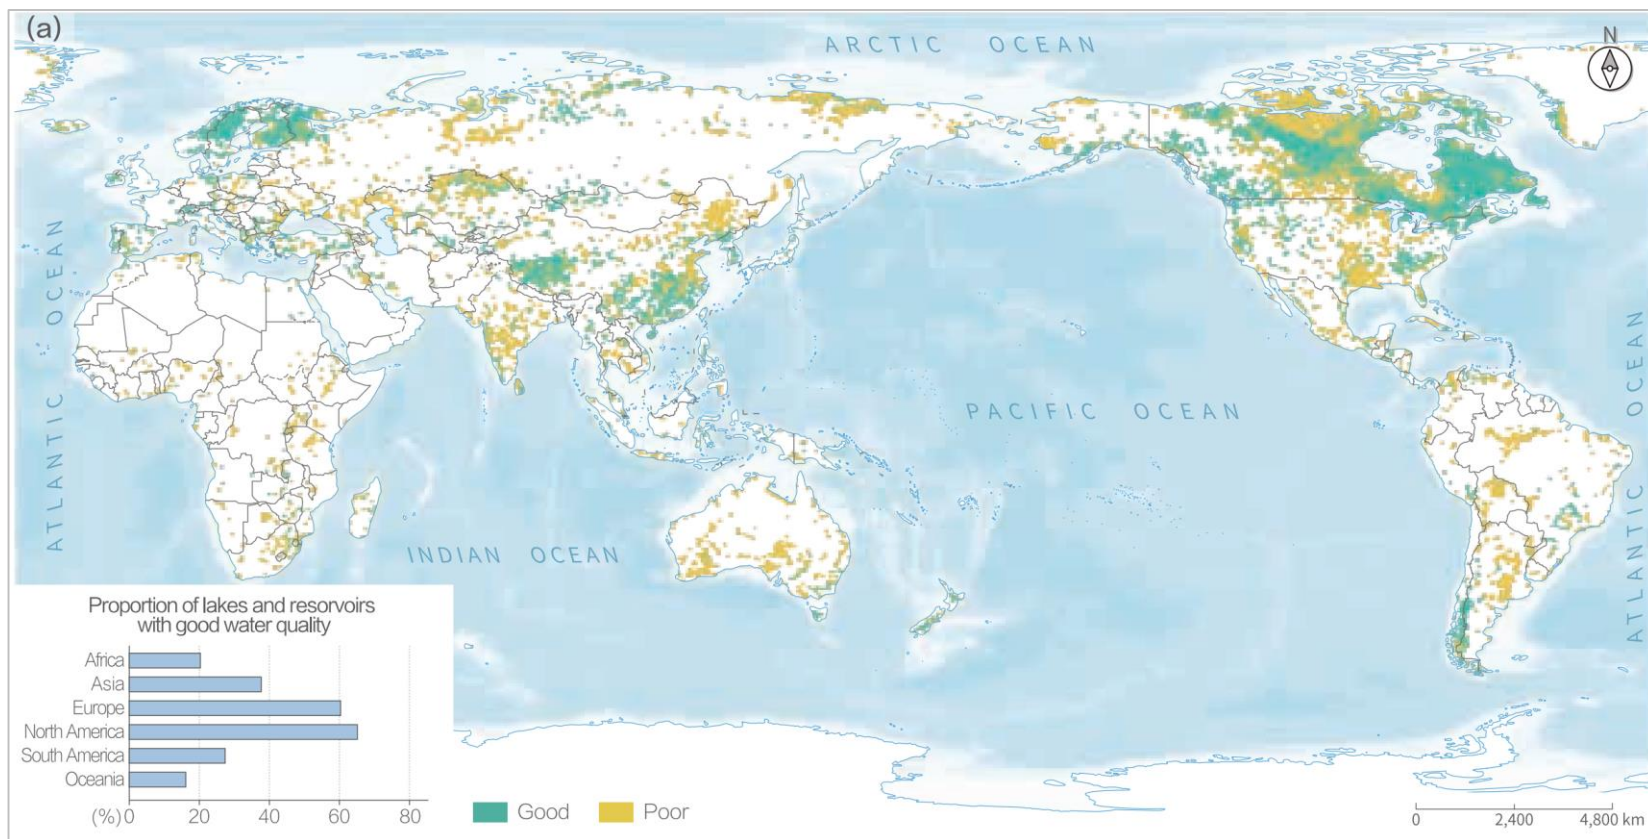 (a)
ARCTIC OCEAN
N
ATLANTIC OCEAN
PACIFIC OCEAN
INDIAN OCEAN
ATLANTIC OCEAN
Proportion of lakes and resorvoirs
with good water quality
Africa
Asia
Europe
North America
South America
Oceania
(%) 0 20 40 60 80
Good Poor
0 2,400 4,800 km